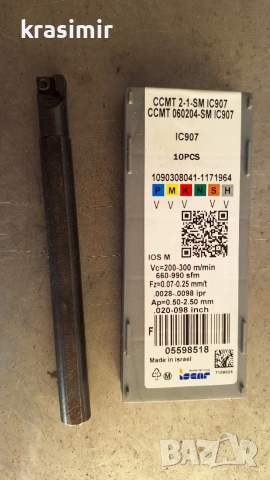 krasimir
CCMT 2-1-SM IC907
CCMT 060204-SM IC907
IC907
10PCS
1090308041-1171964
P M K N S H
V V V V V
IOS M
Vc=200-300 m/min
660-990 sfm
Fz=0.07-0.25 mm/t
.0028-.0098 ipr
Ap=0.50-2.50 mm
.020-098 inch
F
05598518
Made in israel
M
iscar
bazar